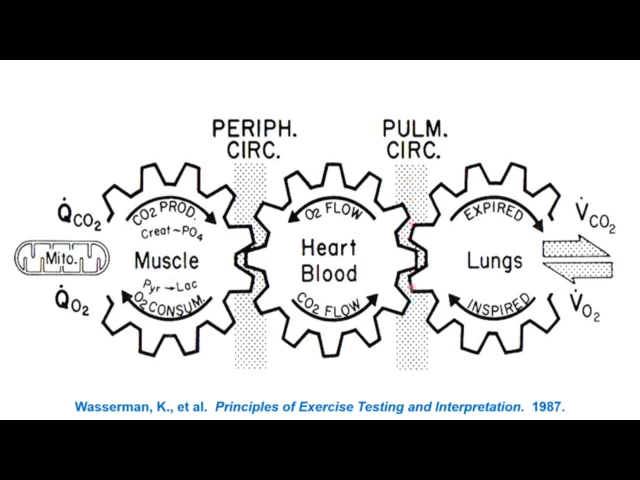 PERIPH.
CIRC.
PULM.
CIRC.
Q̇CO2
CO2 PROD.
Creat~PO4
Mito.
Muscle
Pyr→Lac
O2 CONSUM.
Q̇O2
O2 FLOW
Heart
Blood
CO2 FLOW
EXPIRED
Lungs
INSPIRED
V̇CO2
V̇O2
Wasserman, K., et al. Principles of Exercise Testing and Interpretation. 1987.